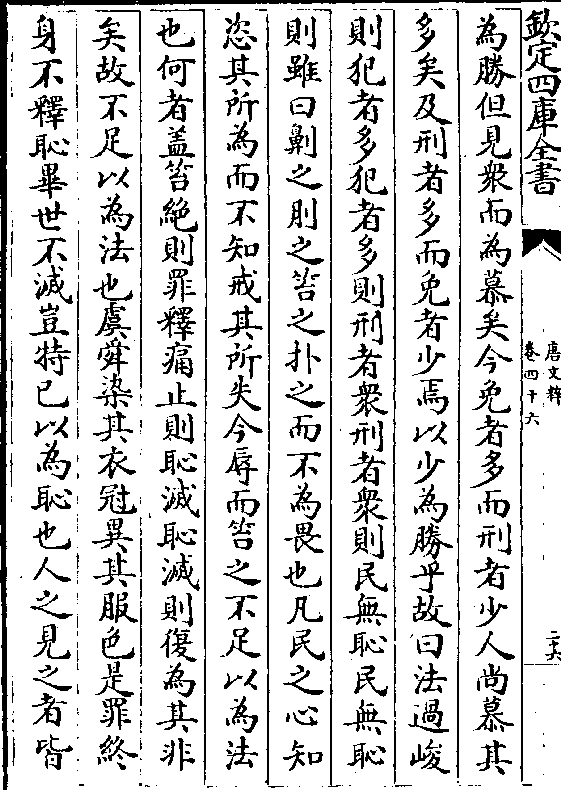 欽定四庫全書
唐文粹
卷四十六
二十六
為勝但見衆而為慕矣今免者多而刑者少人尚慕其
多矣及刑者多而免者少焉以少為勝乎故曰法過峻
則犯者多犯者多則刑者衆刑者衆則民無恥民無恥
則雖曰劓之刖之笞之扑之而不為畏也凡民之心知
恣其所為而不知戒其所失今辱而笞之不足以為法
也何者盖笞絶則罪釋痛止則恥滅恥滅則復為其非
矣故不足以為法也虞舜染其衣冠異其服色是罪終
身不釋恥畢世不滅豈特已以為恥也人之見之者皆